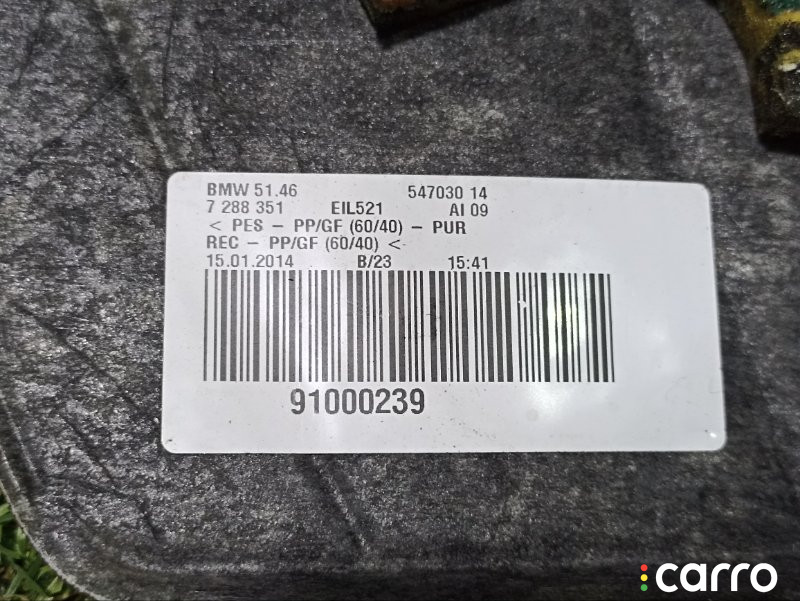 BMW 51.46 547030 14
7 288 351 EIL521 AI 09
< PES – PP/GF (60/40) – PUR
REC – PP/GF (60/40) <
15.01.2014 B/23 15:41
91000239
carro